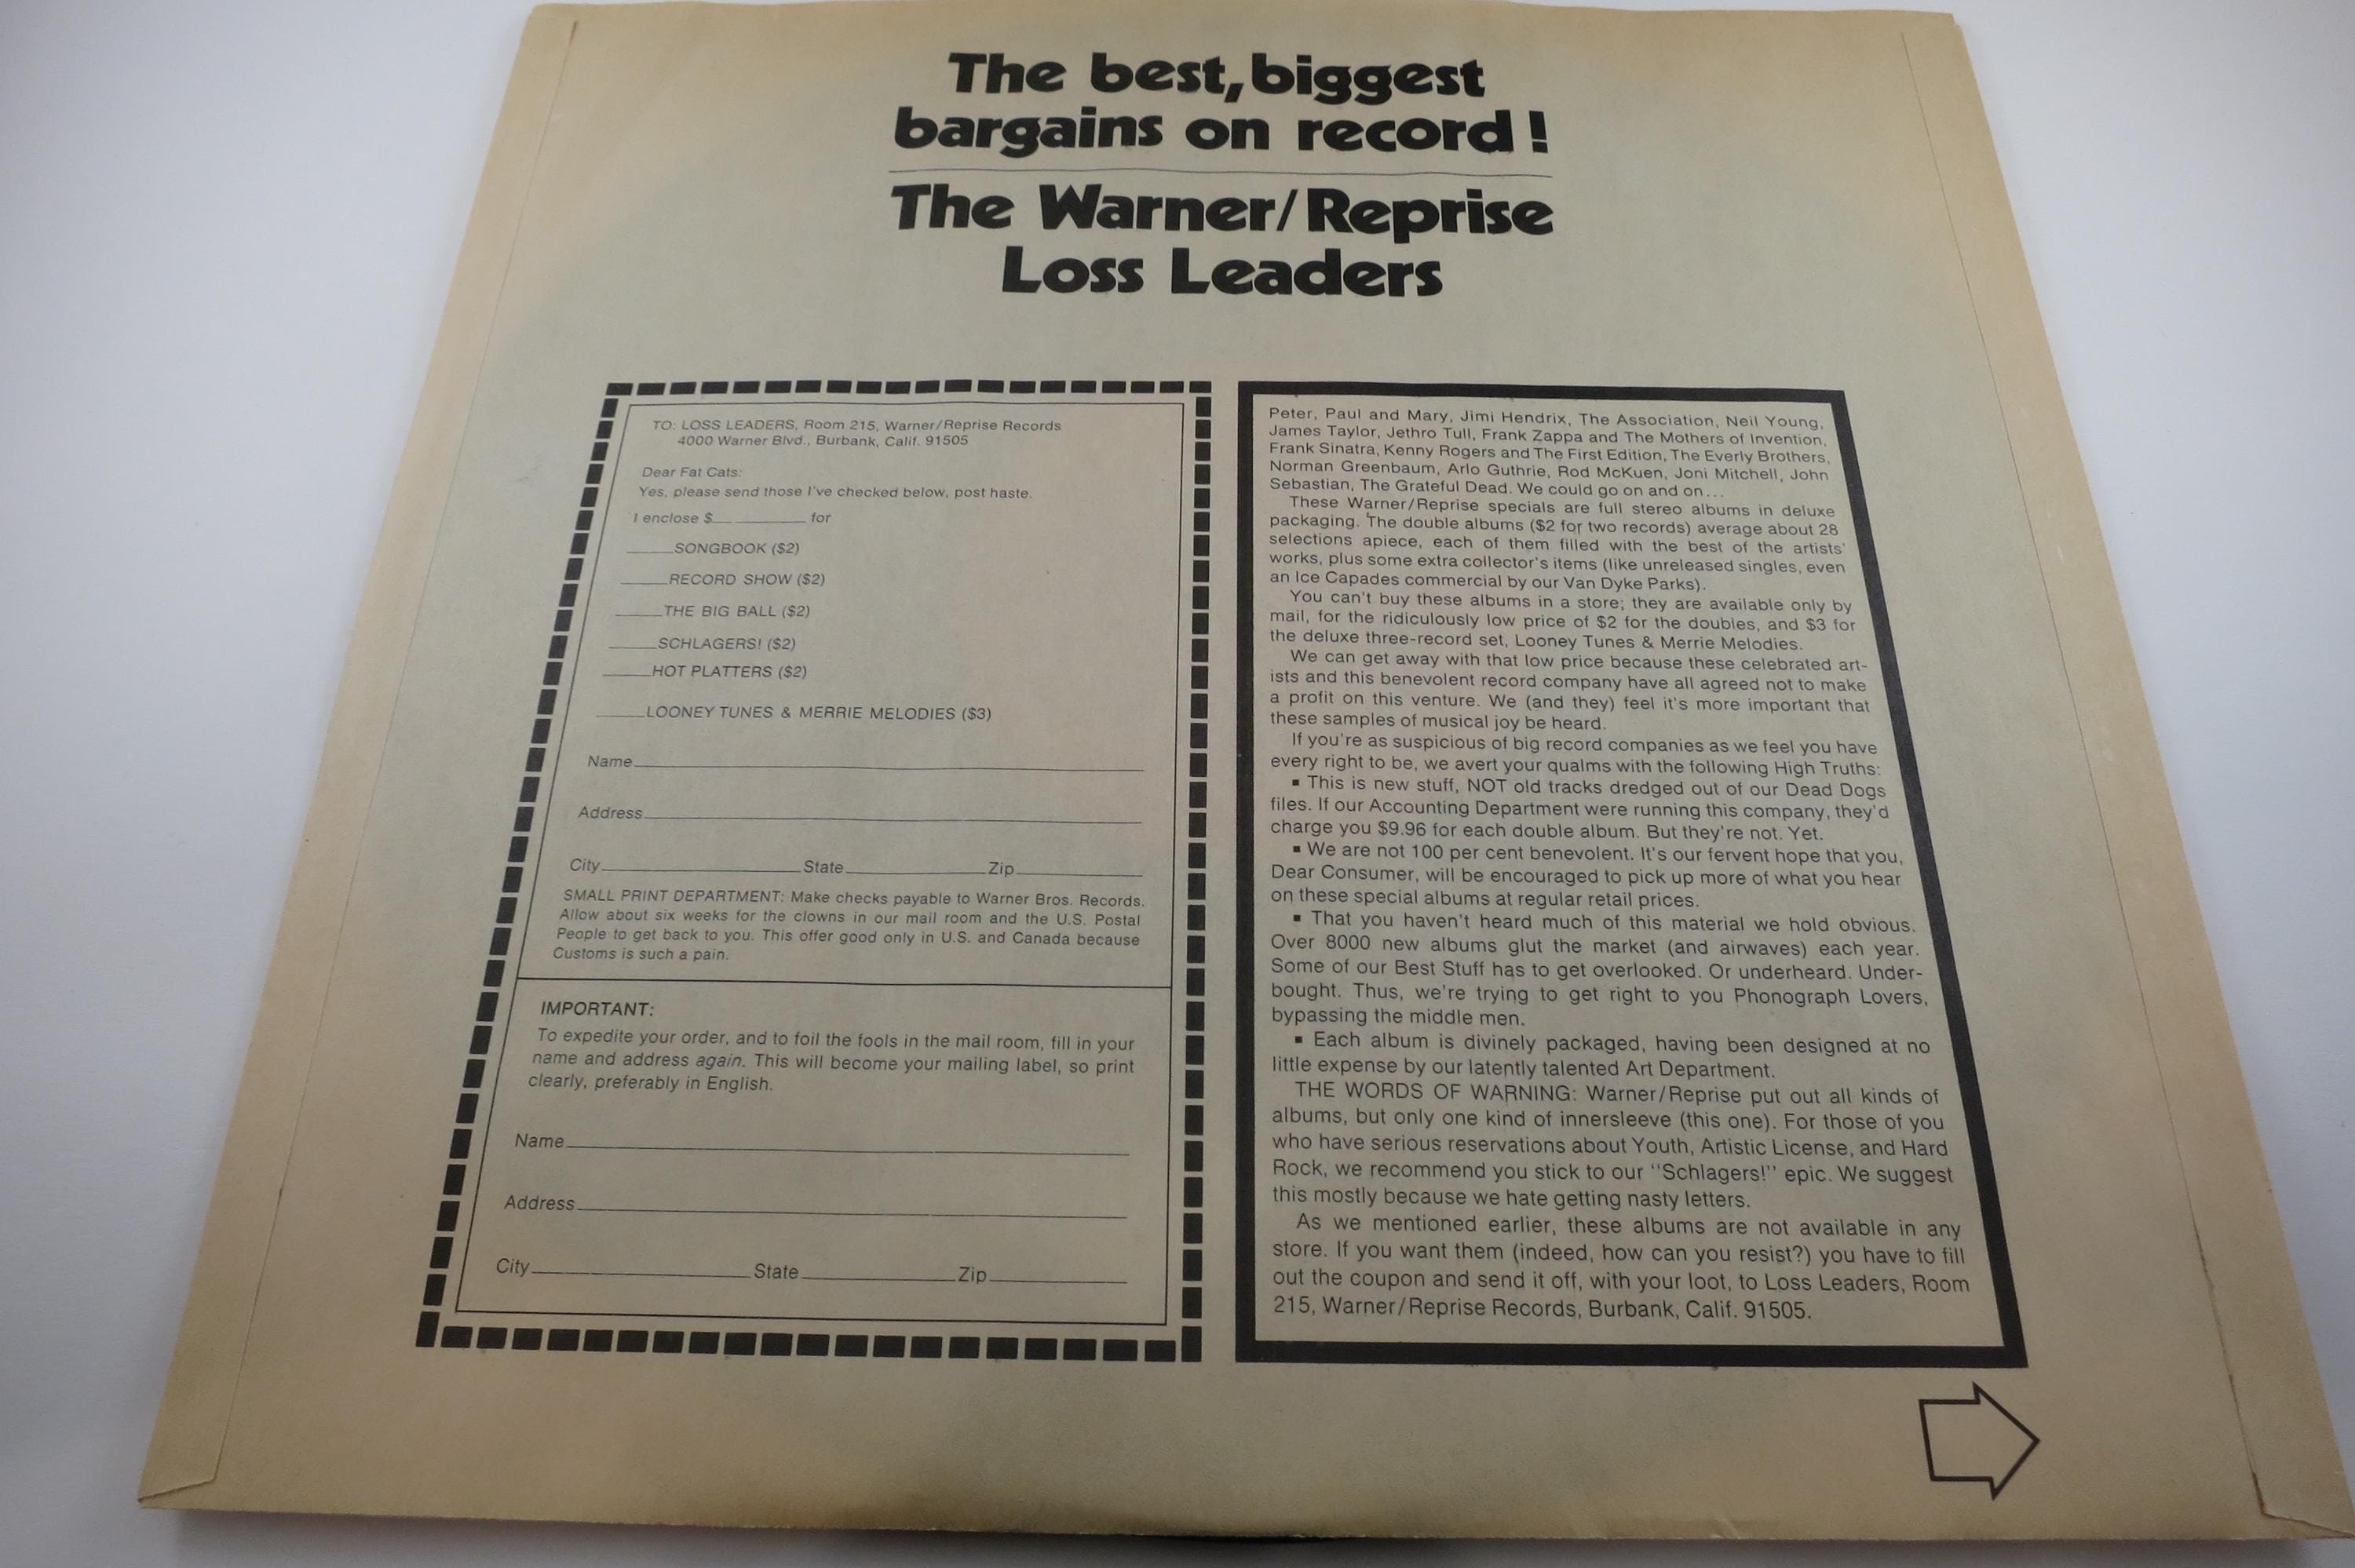 The best, biggest
bargains on record!
The Warner/Reprise
Loss Leaders
TO: LOSS LEADERS, Room 215, Warner/Reprise Records
4000 Warner Blvd., Burbank, Calif. 91505
Dear Fat Cats:
Yes, please send those I've checked below, post haste.
I enclose $__ ________ for
_____SONGBOOK ($2)
_____RECORD SHOW ($2)
_____THE BIG BALL ($2)
_____SCHLAGERS! ($2)
_____HOT PLATTERS ($2)
_____LOONEY TUNES & MERRIE MELODIES ($3)
Name
Address
City State Zip
SMALL PRINT DEPARTMENT: Make checks payable to Warner Bros. Records.
Allow about six weeks for the clowns in our mail room and the U.S. Postal
People to get back to you. This offer good only in U.S. and Canada because
Customs is such a pain.
IMPORTANT:
To expedite your order, and to foil the fools in the mail room, fill in your
name and address again. This will become your mailing label, so print
clearly, preferably in English.
Name
Address
City State Zip
Peter, Paul and Mary, Jimi Hendrix, The Association, Neil Young,
James Taylor, Jethro Tull, Frank Zappa and The Mothers of Invention,
Frank Sinatra, Kenny Rogers and The First Edition, The Everly Brothers,
Norman Greenbaum, Arlo Guthrie, Rod McKuen, Joni Mitchell, John
Sebastian, The Grateful Dead. We could go on and on...
These Warner/Reprise specials are full stereo albums in deluxe
packaging. The double albums ($2 for two records) average about 28
selections apiece, each of them filled with the best of the artists'
works, plus some extra collector's items (like unreleased singles, even
an Ice Capades commercial by our Van Dyke Parks).
You can't buy these albums in a store; they are available only by
mail, for the ridiculously low price of $2 for the doubles, and $3 for
the deluxe three-record set, Looney Tunes & Merrie Melodies.
We can get away with that low price because these celebrated art-
ists and this benevolent record company have all agreed not to make
a profit on this venture. We (and they) feel it's more important that
these samples of musical joy be heard.
If you're as suspicious of big record companies as we feel you have
every right to be, we avert your qualms with the following High Truths:
▪ This is new stuff, NOT old tracks dredged out of our Dead Dogs
files. If our Accounting Department were running this company, they'd
charge you $9.96 for each double album. But they're not. Yet.
▪ We are not 100 per cent benevolent. It's our fervent hope that you,
Dear Consumer, will be encouraged to pick up more of what you hear
on these special albums at regular retail prices.
▪ That you haven't heard much of this material we hold obvious.
Over 8000 new albums glut the market (and airwaves) each year.
Some of our Best Stuff has to get overlooked. Or underheard. Under-
bought. Thus, we're trying to get right to you Phonograph Lovers,
bypassing the middle men.
▪ Each album is divinely packaged, having been designed at no
little expense by our latently talented Art Department.
THE WORDS OF WARNING: Warner/Reprise put out all kinds of
albums, but only one kind of innersleeve (this one). For those of you
who have serious reservations about Youth, Artistic License, and Hard
Rock, we recommend you stick to our "Schlagers!" epic. We suggest
this mostly because we hate getting nasty letters.
As we mentioned earlier, these albums are not available in any
store. If you want them (indeed, how can you resist?) you have to fill
out the coupon and send it off, with your loot, to Loss Leaders, Room
215, Warner/Reprise Records, Burbank, Calif. 91505.